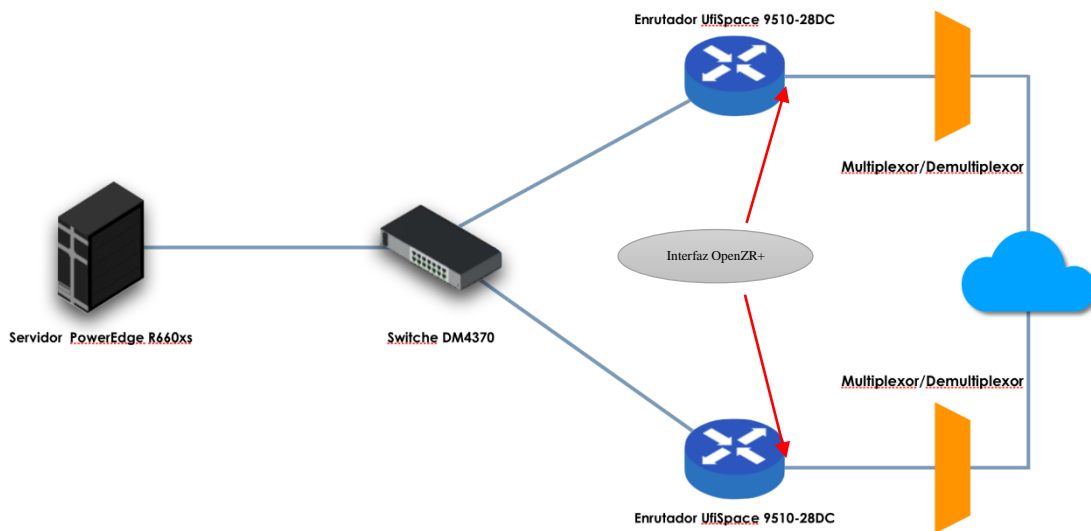 Enrutador UfiSpace 9510-28DC
Multiplexor/Demultiplexor
Interfaz OpenZR+
Servidor PowerEdge R660xs
Switche DM4370
Multiplexor/Demultiplexor
Enrutador UfiSpace 9510-28DC